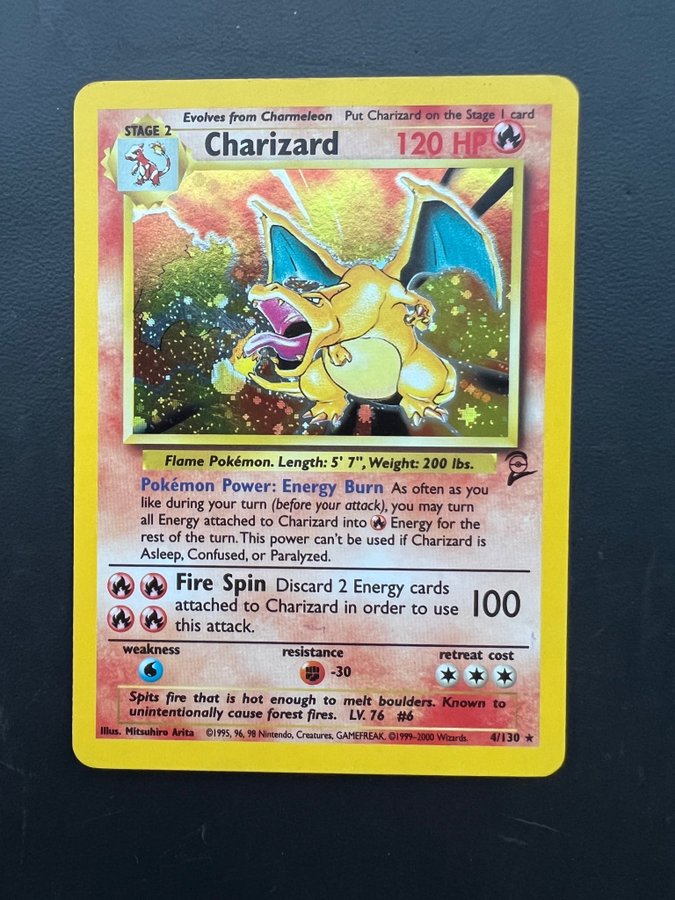 Evolves from Charmeleon Put Charizard on the Stage 1 card
STAGE 2
Charizard 120 HP
Flame Pokémon. Length: 5' 7", Weight: 200 lbs.
Pokémon Power: Energy Burn As often as you
like during your turn (before your attack), you may turn
all Energy attached to Charizard into Energy for the
rest of the turn. This power can't be used if Charizard is
Asleep, Confused, or Paralyzed.
Fire Spin Discard 2 Energy cards
attached to Charizard in order to use 100
this attack.
weakness resistance retreat cost
-30
Spits fire that is hot enough to melt boulders. Known to
unintentionally cause forest fires. LV. 76 #6
Illus. Mitsuhiro Arita ©1995, 96, 98 Nintendo, Creatures, GAMEFREAK. ©1999-2000 Wizards. 4/130 ★